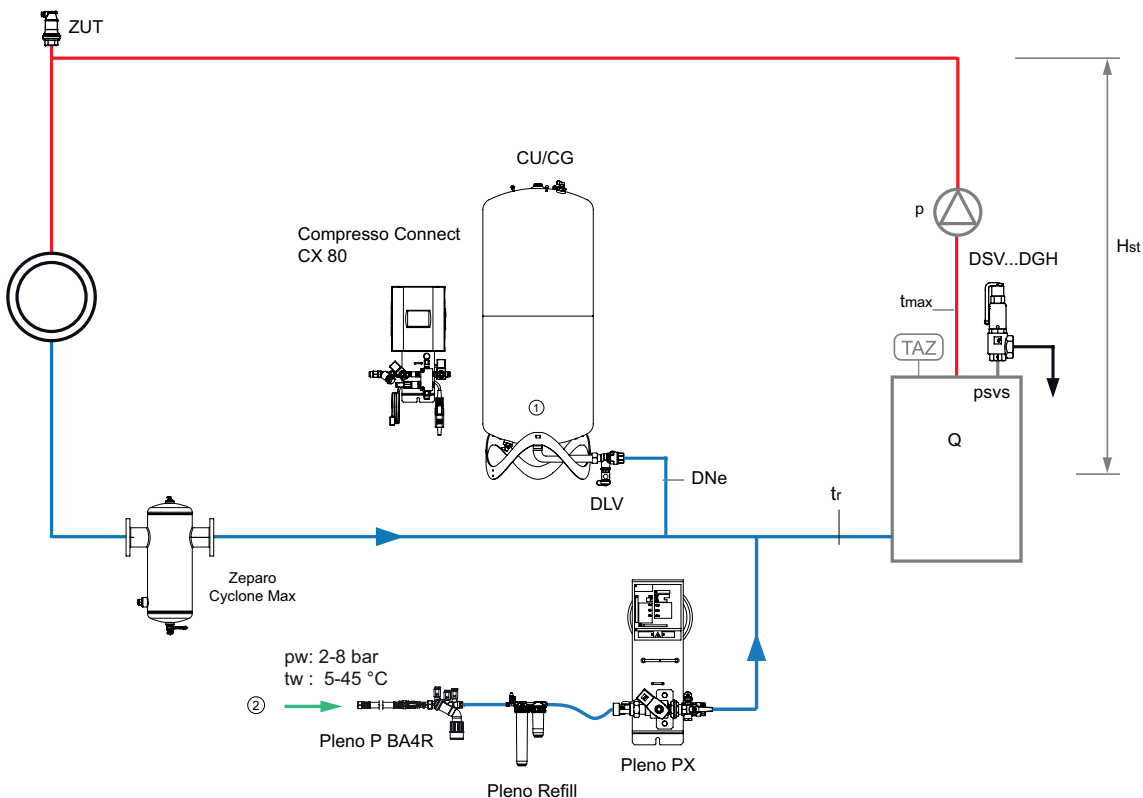 ZUT
CU/CG
Compresso Connect
CX 80
p
Hst
DSV...DGH
tmax
TAZ
psvs
①
Q
DNe
DLV
tr
Zeparo
Cyclone Max
pw: 2-8 bar
tw : 5-45 °C
②
Pleno P BA4R
Pleno PX
Pleno Refill